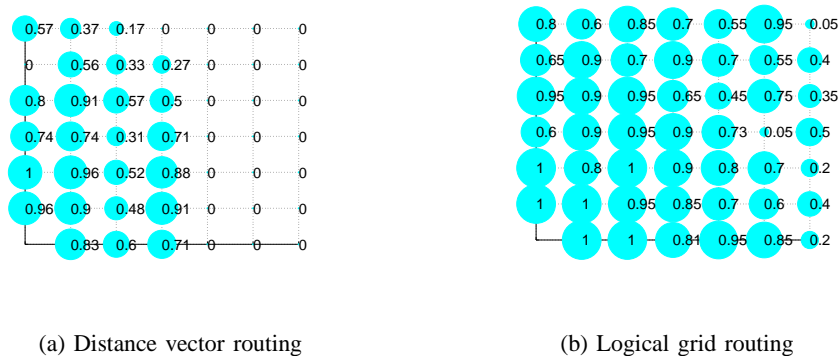 0.57 0.37 0.17 0 0 0 0
0 0.56 0.33 0.27 0 0 0
0.8 0.91 0.57 0.5 0 0 0
0.74 0.74 0.31 0.71 0 0 0
1 0.96 0.52 0.88 0 0 0
0.96 0.9 0.48 0.91 0 0 0
0.83 0.6 0.71 0 0 0
(a) Distance vector routing
0.8 0.6 0.85 0.7 0.55 0.95 0.05
0.65 0.9 0.7 0.9 0.7 0.55 0.4
0.95 0.9 0.95 0.65 0.45 0.75 0.35
0.6 0.9 0.95 0.9 0.73 0.05 0.5
1 0.8 1 0.9 0.8 0.7 0.2
1 1 0.95 0.85 0.7 0.6 0.4
1 1 0.81 0.95 0.85 0.2
(b) Logical grid routing